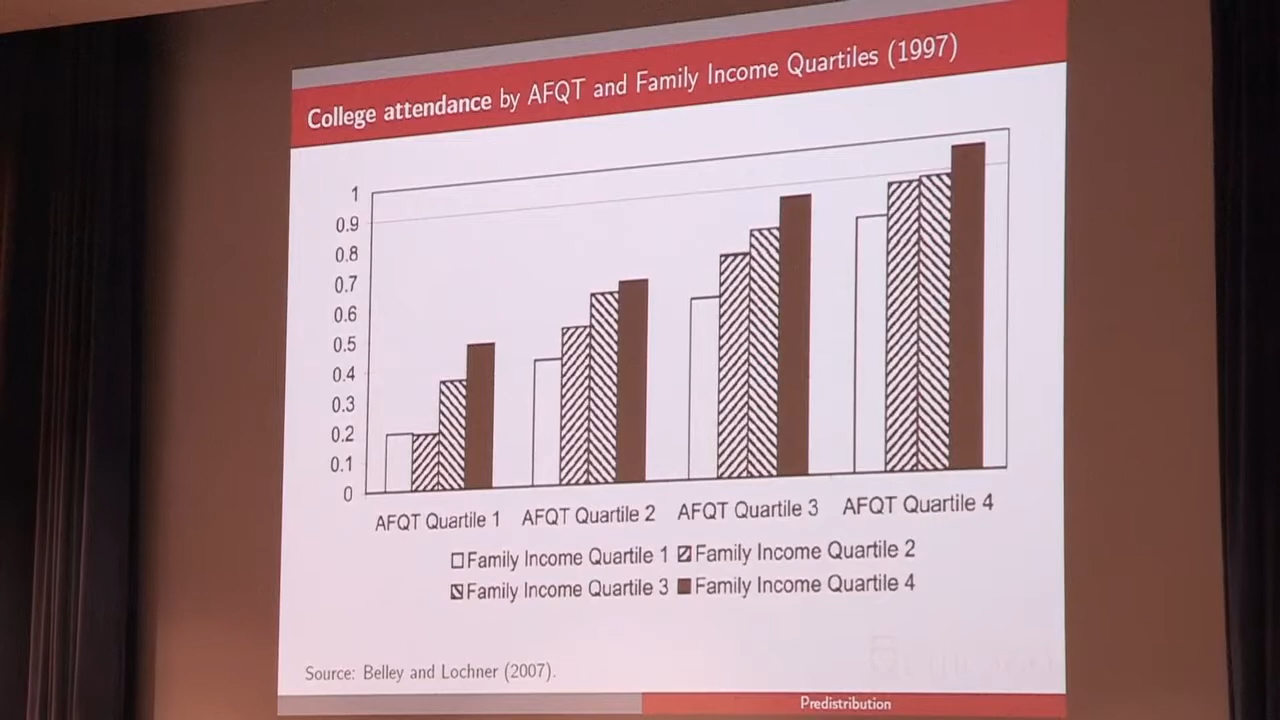 College attendance by AFQT and Family Income Quartiles (1997)
1
0.9
0.8
0.7
0.6
0.5
0.4
0.3
0.2
0.1
0
AFQT Quartile 1 AFQT Quartile 2 AFQT Quartile 3 AFQT Quartile 4
Family Income Quartile 1 Family Income Quartile 2
Family Income Quartile 3 Family Income Quartile 4
Source: Belley and Lochner (2007).
Predistribution